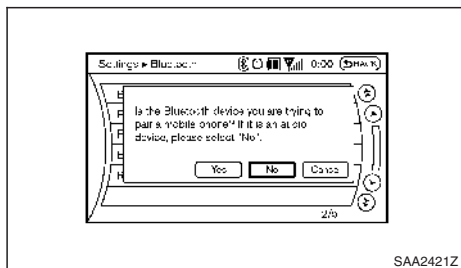 Settings ▸ Bluetooth 0:00 BACK
Is the Bluetooth device you are trying to
pair a mobile phone? If it is an audio
device, please select "No".
Yes No Cancel
2/5
SAA2421Z